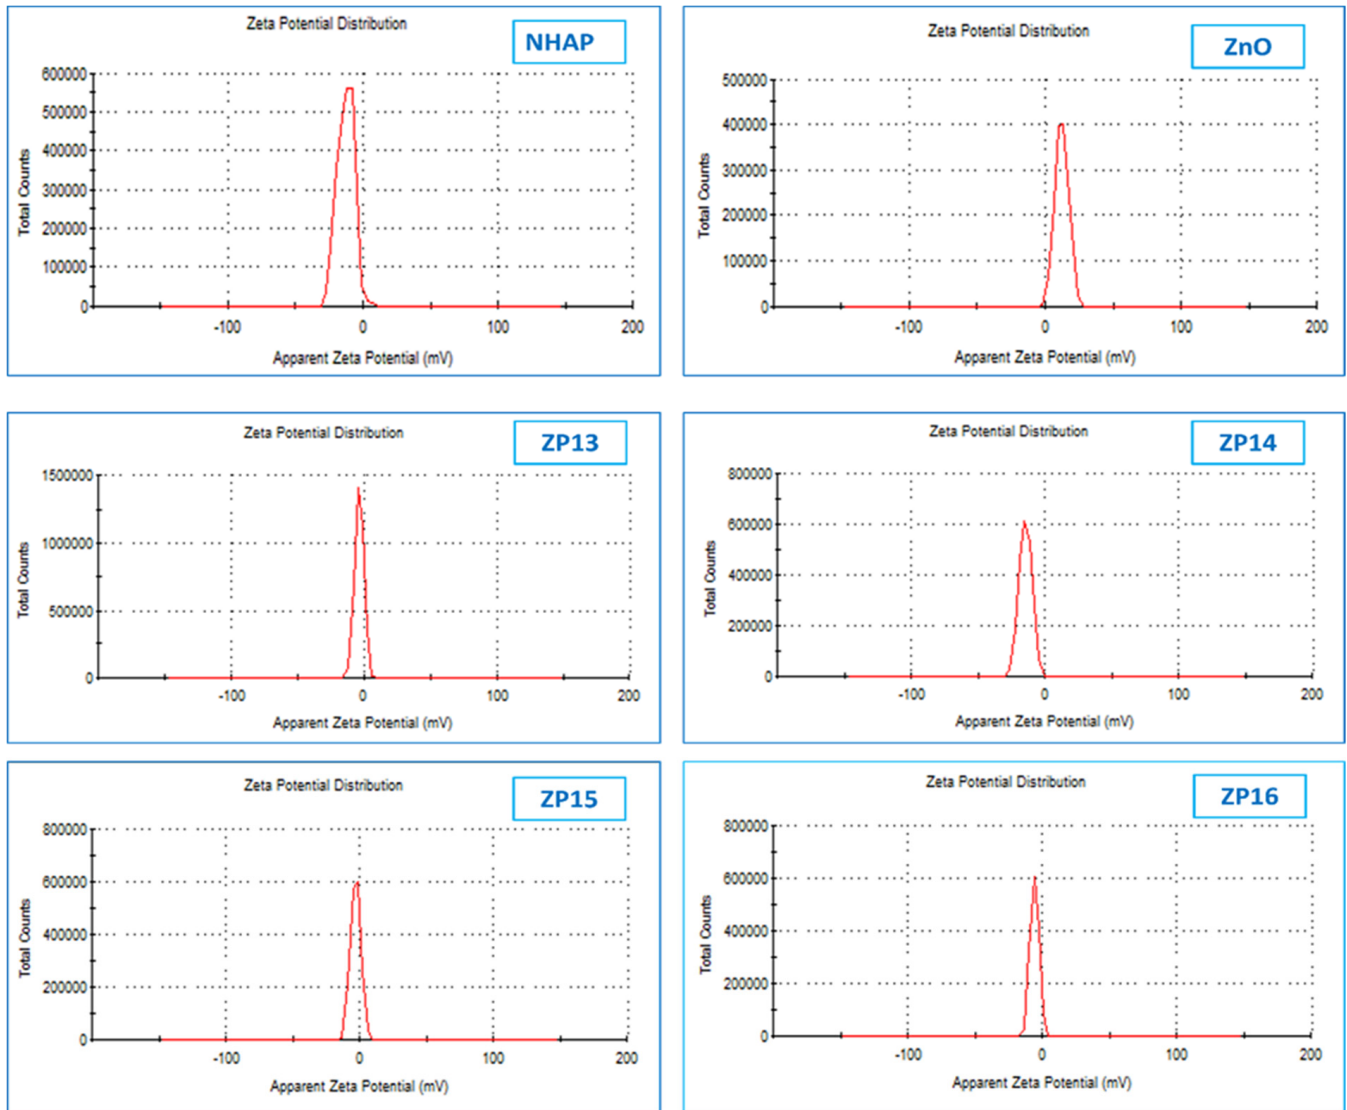 Zeta Potential Distribution
NHAP
600000
500000
400000
300000
200000
100000
0
Total Counts
-100 0 100 200
Apparent Zeta Potential (mV)
Zeta Potential Distribution
ZnO
500000
400000
300000
200000
100000
0
Total Counts
-100 0 100 200
Apparent Zeta Potential (mV)
Zeta Potential Distribution
ZP13
1500000
1000000
500000
0
Total Counts
-100 0 100 200
Apparent Zeta Potential (mV)
Zeta Potential Distribution
ZP14
800000
600000
400000
200000
0
Total Counts
-100 0 100 200
Apparent Zeta Potential (mV)
Zeta Potential Distribution
ZP15
800000
600000
400000
200000
0
Total Counts
-100 0 100 200
Apparent Zeta Potential (mV)
Zeta Potential Distribution
ZP16
800000
600000
400000
200000
0
Total Counts
-100 0 100 200
Apparent Zeta Potential (mV)